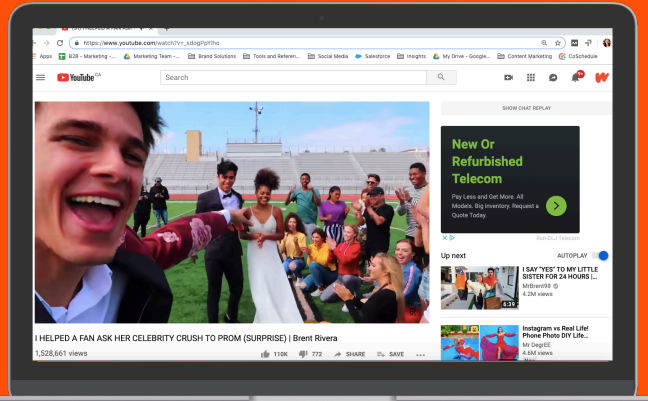 https://www.youtube.com/watch?v=_sdogPpY1ho
Apps
B2B - Marketing -...
Marketing Team -...
Brand Solutions
Tools and Referen...
Social Media
Salesforce
Insights
My Drive - Google...
Content Marketing
CoSchedule
YouTube CA
Search
9+
SHOW CHAT REPLAY
New Or
Refurbished
Telecom
Pay Less and Get More. All
Models. Big inventory. Request a
Quote Today.
Run-DLJ Telecom
Up next
AUTOPLAY
I SAY "YES" TO MY LITTLE
SISTER FOR 24 HOURS |...
MrBrent98
4.2M views
6:39
Instagram vs Real Life!
Phone Photo DIY Life...
Mr DegrEE
4.6M views
I HELPED A FAN ASK HER CELEBRITY CRUSH TO PROM (SURPRISE) | Brent Rivera
1,528,661 views
110K
772
SHARE
SAVE